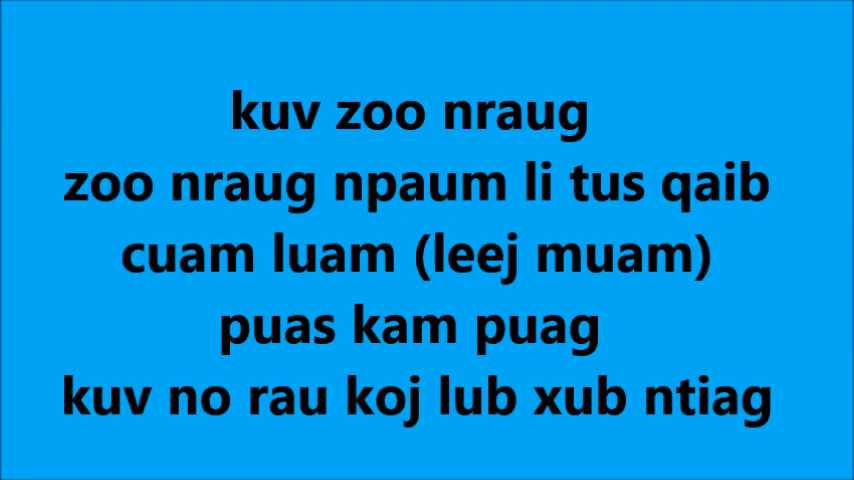 kuv zoo nraug
zoo nraug npaum li tus qaib
cuam luam (leej muam)
puas kam puag
kuv no rau koj lub xub ntiag